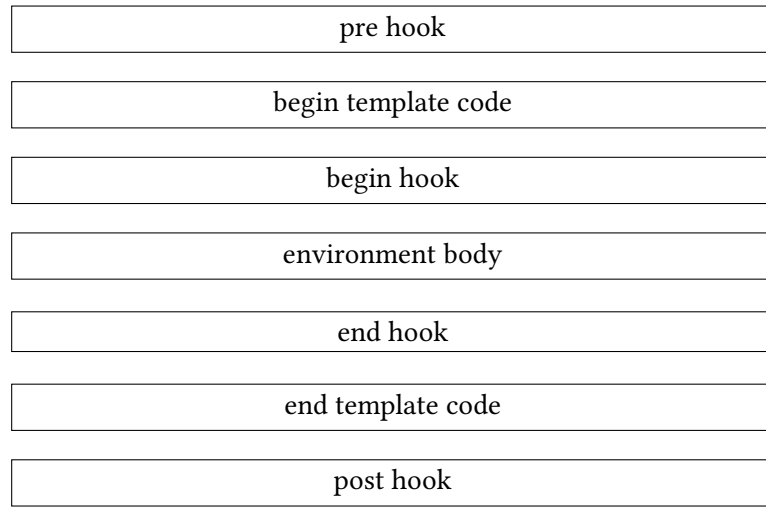 pre hook
begin template code
begin hook
environment body
end hook
end template code
post hook